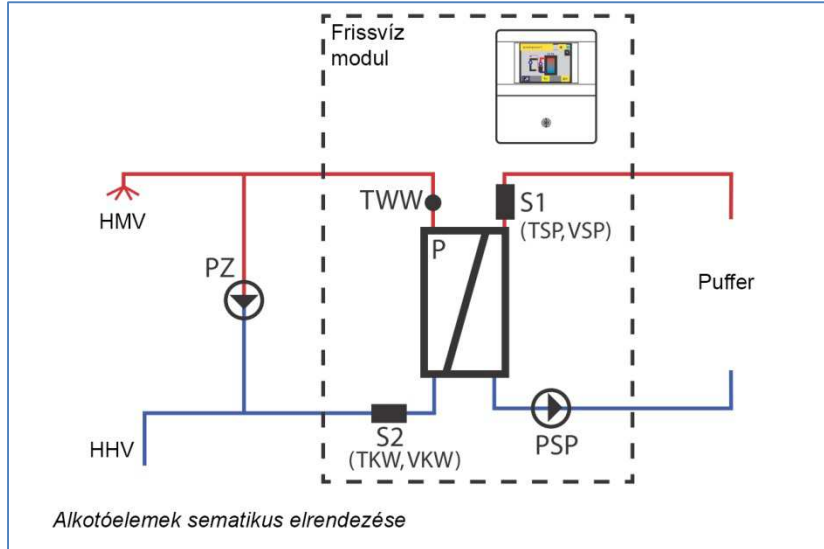 Frissvíz
modul
HMV
TWW
S1
(TSP, VSP)
P
PZ
Puffer
HHV
S2
(TKW, VKW)
PSP
Alkotóelemek sematikus elrendezése